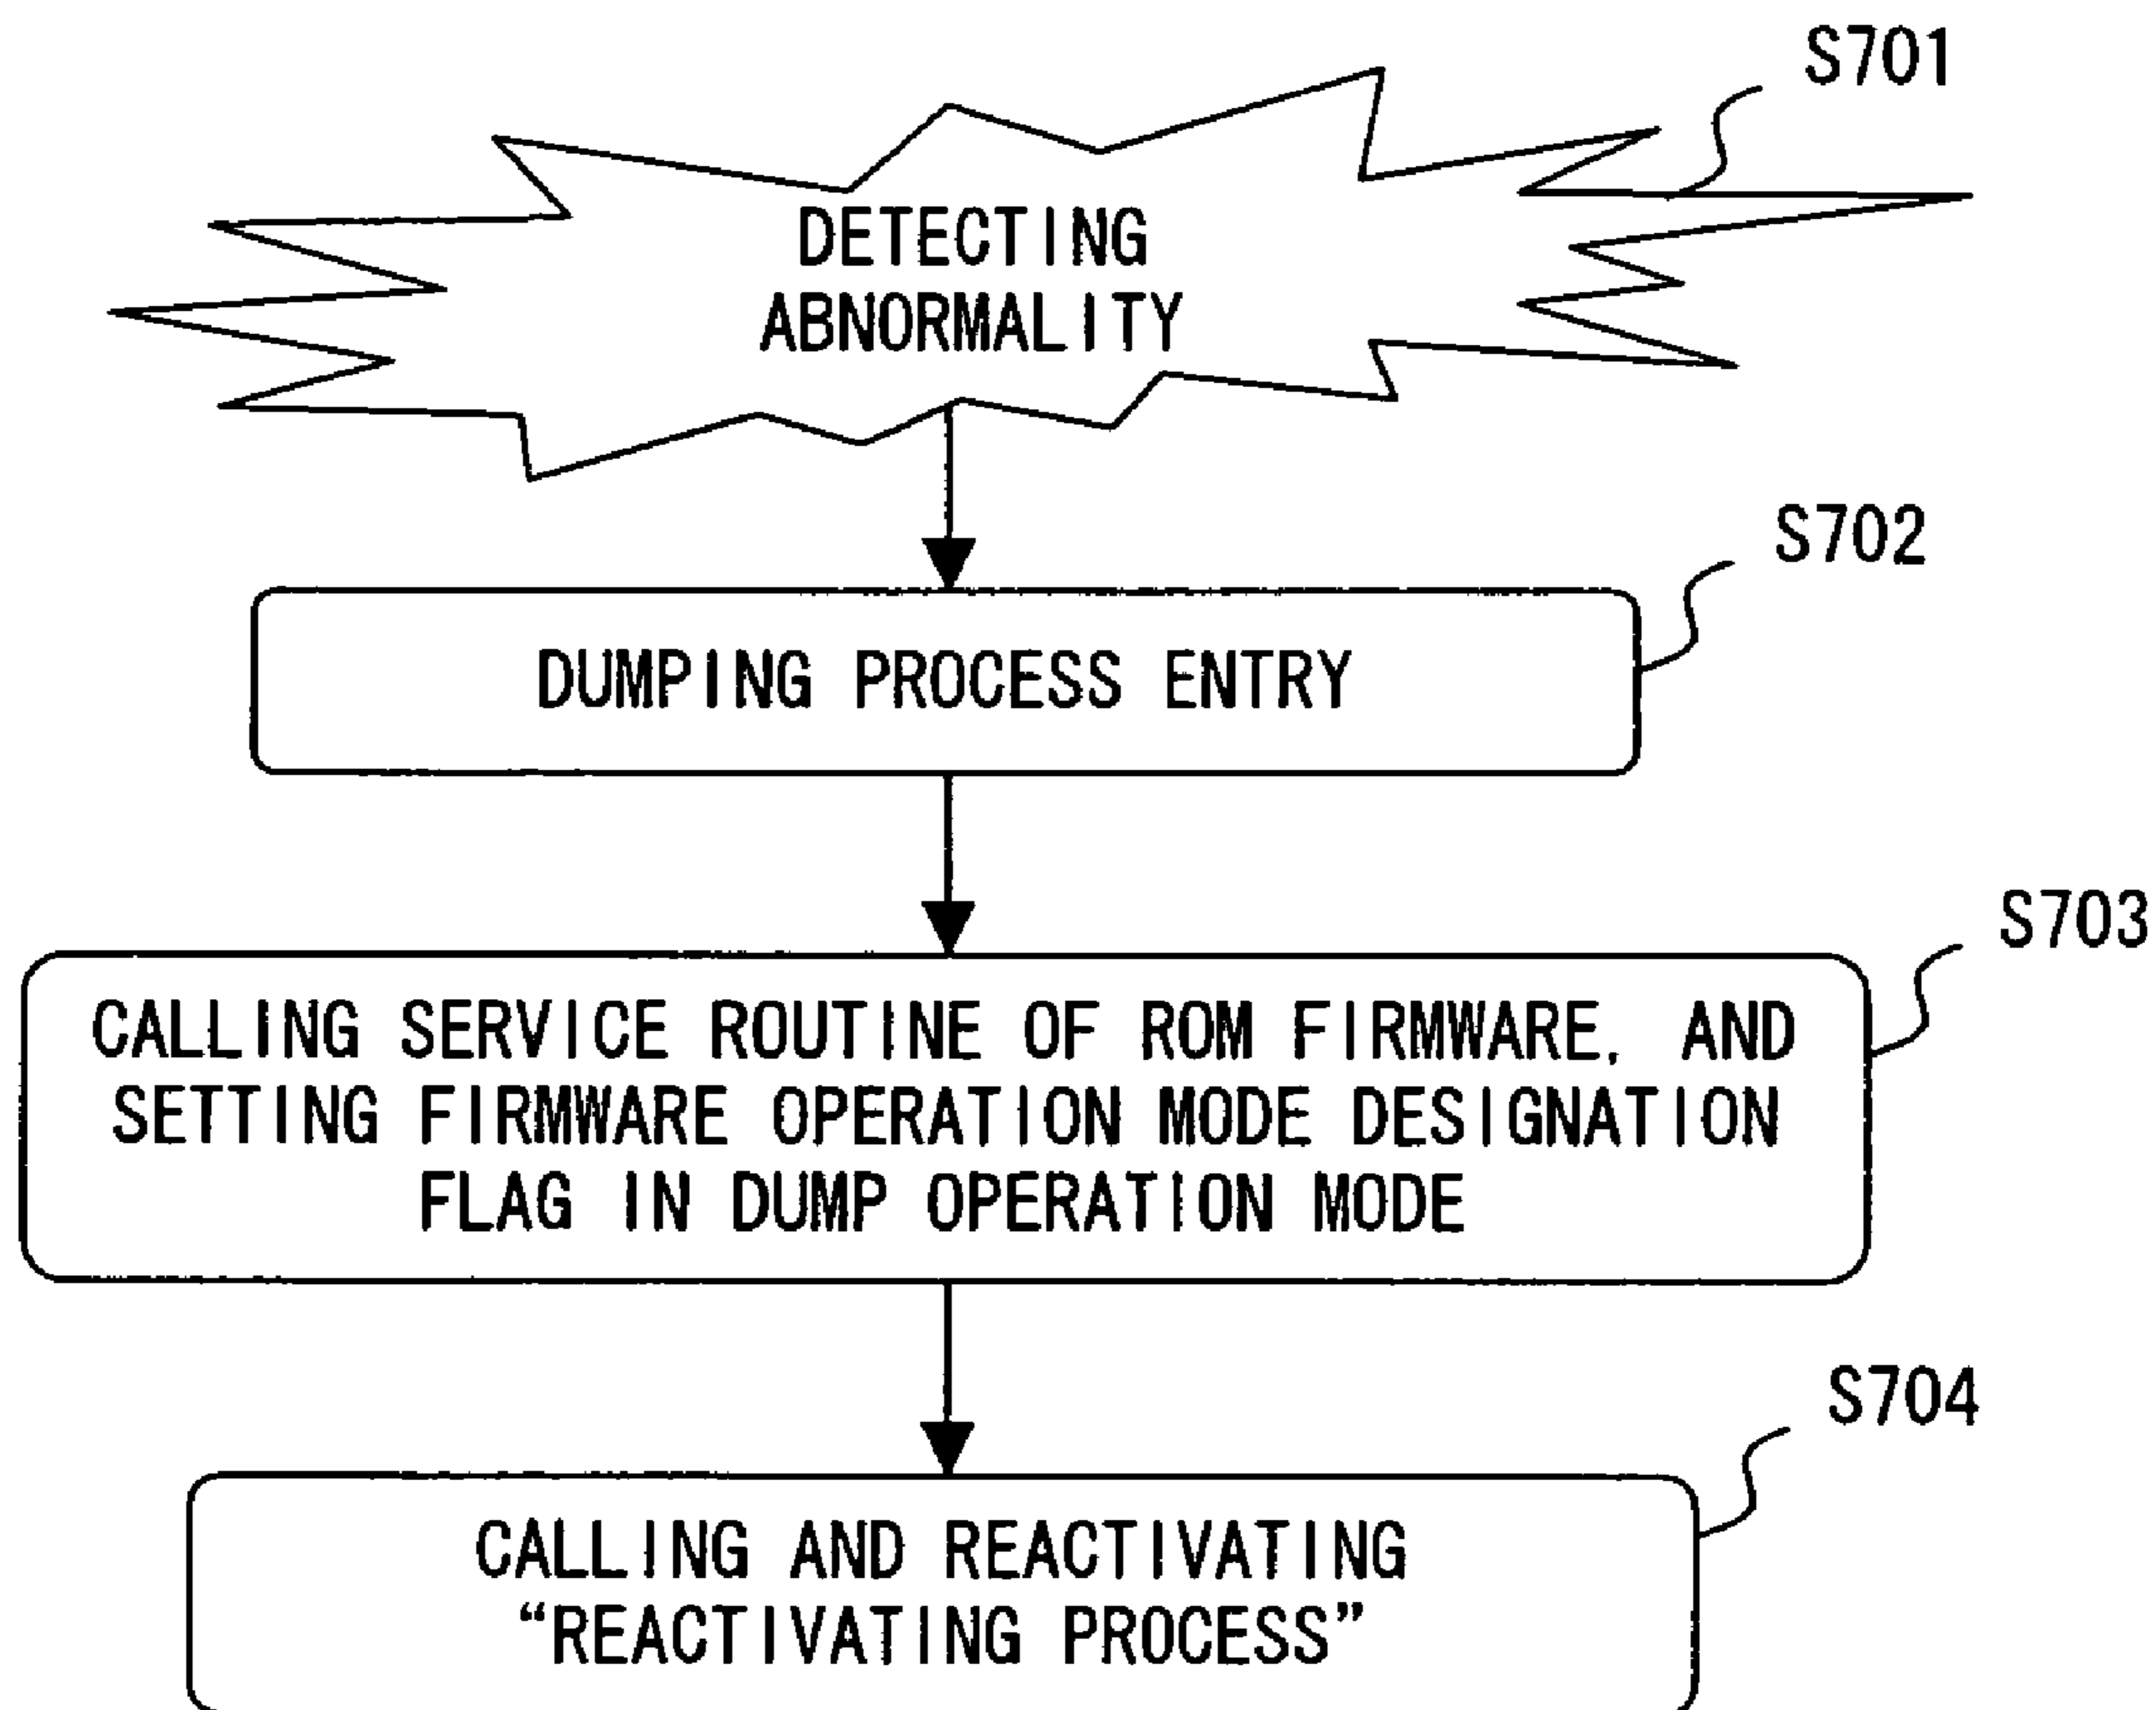 S701
DETECTING
ABNORMALITY
S702
DUMPING PROCESS ENTRY
S703
CALLING SERVICE ROUTINE OF ROM FIRMWARE, AND
SETTING FIRMWARE OPERATION MODE DESIGNATION
FLAG IN DUMP OPERATION MODE
S704
CALLING AND REACTIVATING
“REACTIVATING PROCESS”